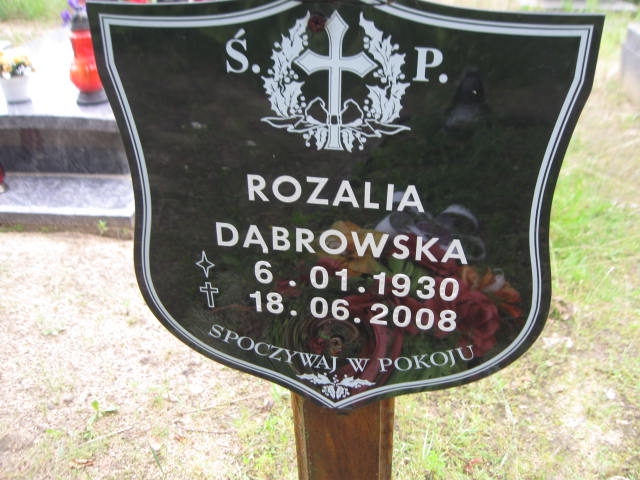 Ś. P.
ROZALIA
DĄBROWSKA
6.01.1930
18.06.2008
SPOCZYWAJ W POKOJU